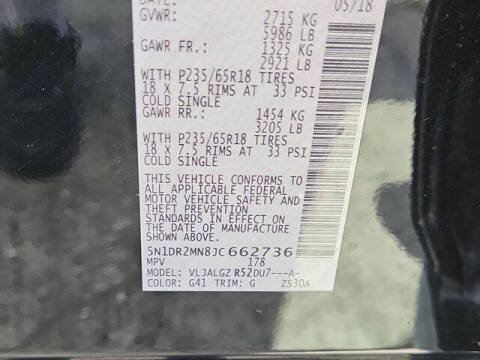 DATE: 05/18
GVWR: 2715 KG
5986 LB
GAWR FR.: 1325 KG
2921 LB
WITH P235/65R18 TIRES
18 X 7.5 RIMS AT 33 PSI
COLD SINGLE
GAWR RR.: 1454 KG
3205 LB
WITH P235/65R18 TIRES
18 X 7.5 RIMS AT 33 PSI
COLD SINGLE
THIS VEHICLE CONFORMS TO
ALL APPLICABLE FEDERAL
MOTOR VEHICLE SAFETY AND
THEFT PREVENTION
STANDARDS IN EFFECT ON
THE DATE OF MANUFACTURE
SHOWN ABOVE.
5N1DR2MN8JC662736
MPV 178
MODEL: VLJALGZ R52DU7---A-
COLOR: G41 TRIM: G ZS30A